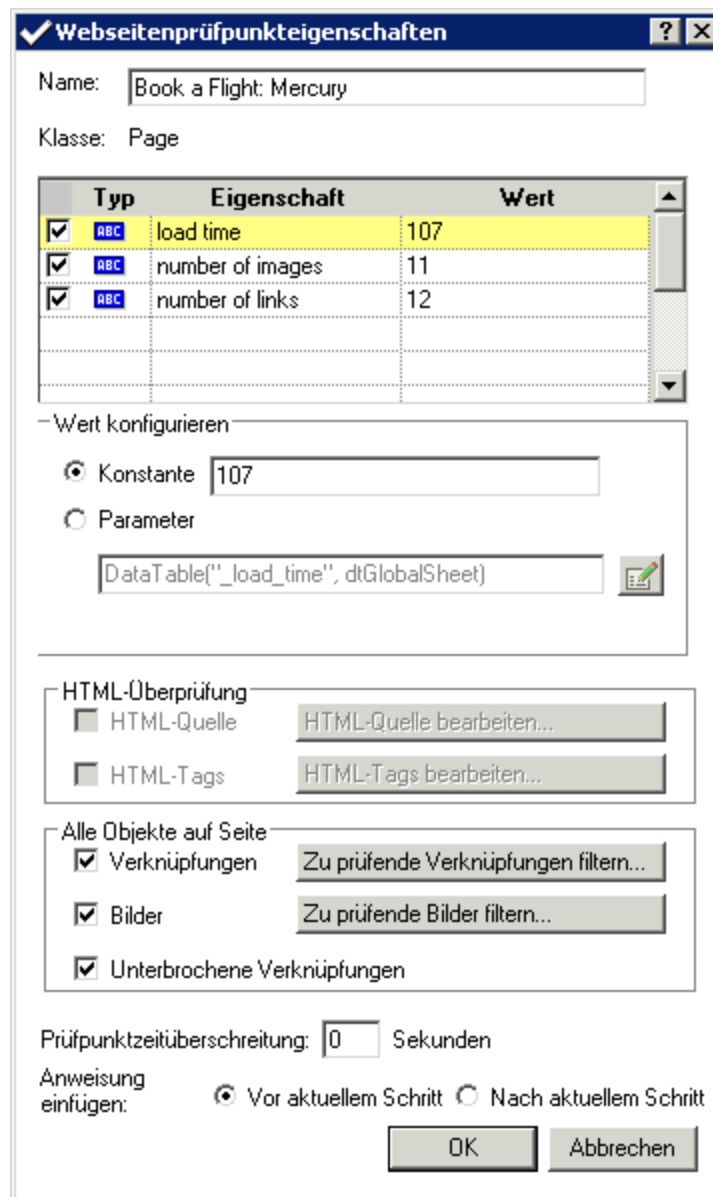 Webseitenprüfpunkteigenschaften
Name: Book a Flight: Mercury
Klasse: Page
Typ Eigenschaft Wert
ABC load time 107
ABC number of images 11
ABC number of links 12
Wert konfigurieren
Konstante 107
Parameter
DataTable("_load_time", dtGlobalSheet)
HTML-Überprüfung
HTML-Quelle HTML-Quelle bearbeiten...
HTML-Tags HTML-Tags bearbeiten...
Alle Objekte auf Seite
Verknüpfungen Zu prüfende Verknüpfungen filtern...
Bilder Zu prüfende Bilder filtern...
Unterbrochene Verknüpfungen
Prüfpunktzeitüberschreitung: 0 Sekunden
Anweisung
einfügen: Vor aktuellem Schritt Nach aktuellem Schritt
OK Abbrechen